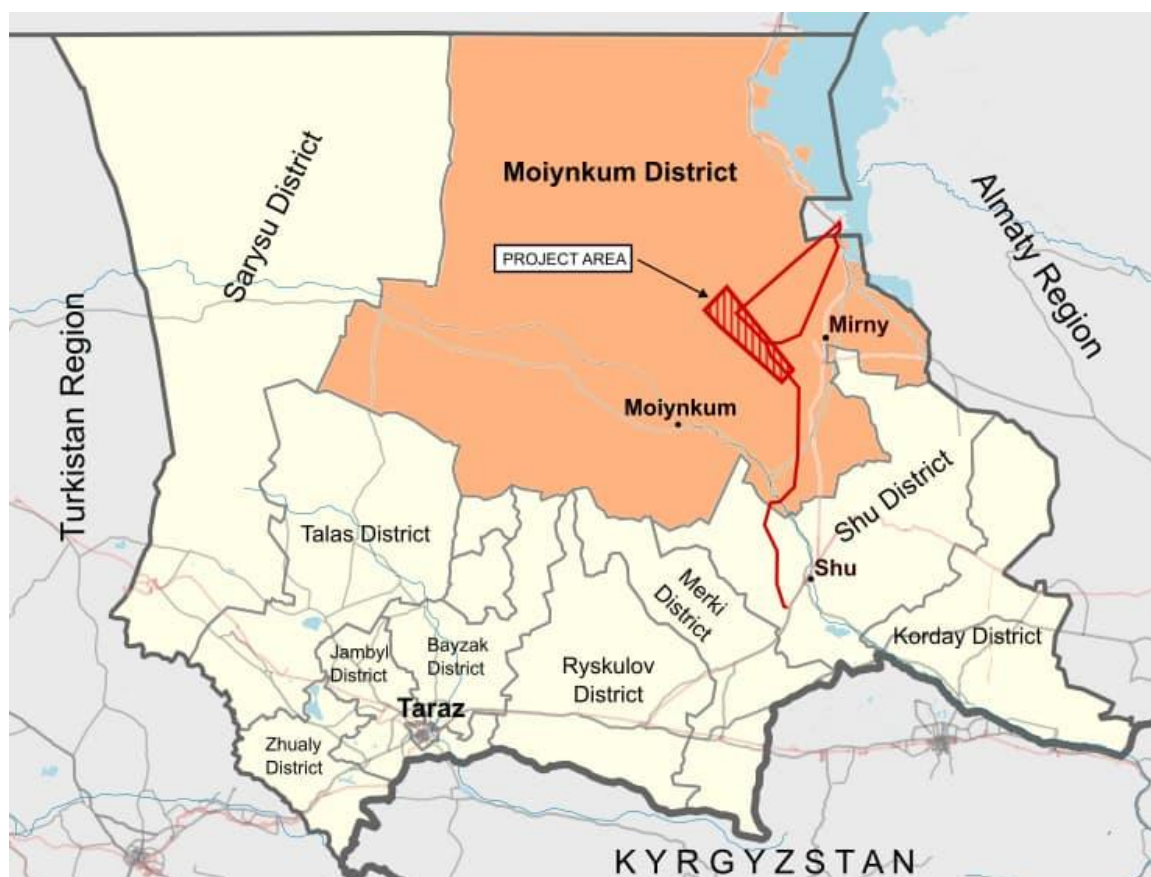 Moiynkum District
Sarysu District
Almaty Region
PROJECT AREA
Turkistan Region
Mirny
Moiynkum
Shu District
Talas District
Shu
Merki
District
Korday District
Jambyl
District
Bayzak
District
Ryskulov
District
Taraz
Zhualy
District
KYRGYZSTAN